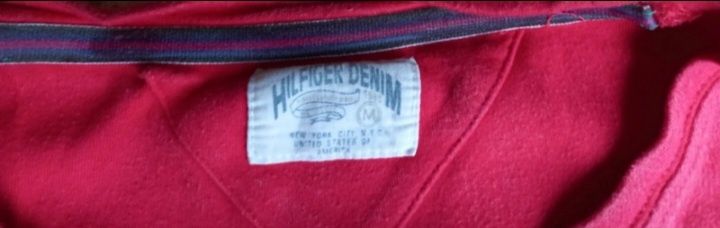 HILFIGER DENIM
M
NEW YORK CITY N.Y.
UNITED STATES OF
AMERICA